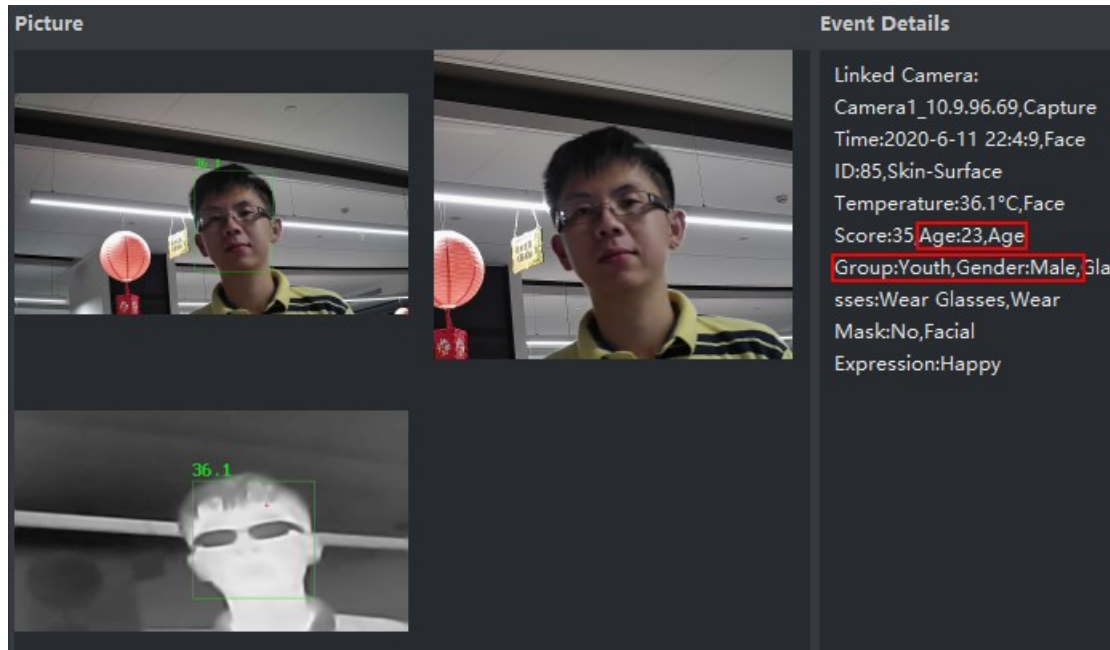 Picture
36.1
36.1
Event Details
Linked Camera:
Camera1_10.9.96.69,Capture
Time:2020-6-11 22:4:9,Face
ID:85,Skin-Surface
Temperature:36.1°C,Face
Score:35,Age:23,Age
Group:Youth,Gender:Male,Gla
sses:Wear Glasses,Wear
Mask:No,Facial
Expression:Happy